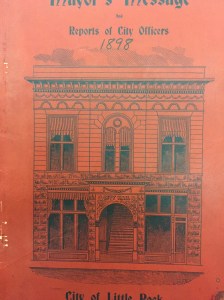 Mayor's Message
and
Reports of City Officers
1898
City of Little Rock